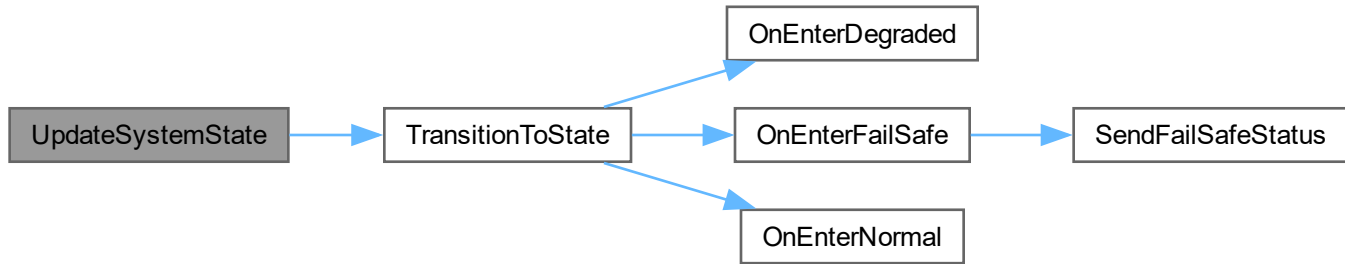 OnEnterDegraded
UpdateSystemState
TransitionToState
OnEnterFailSafe
SendFailSafeStatus
OnEnterNormal